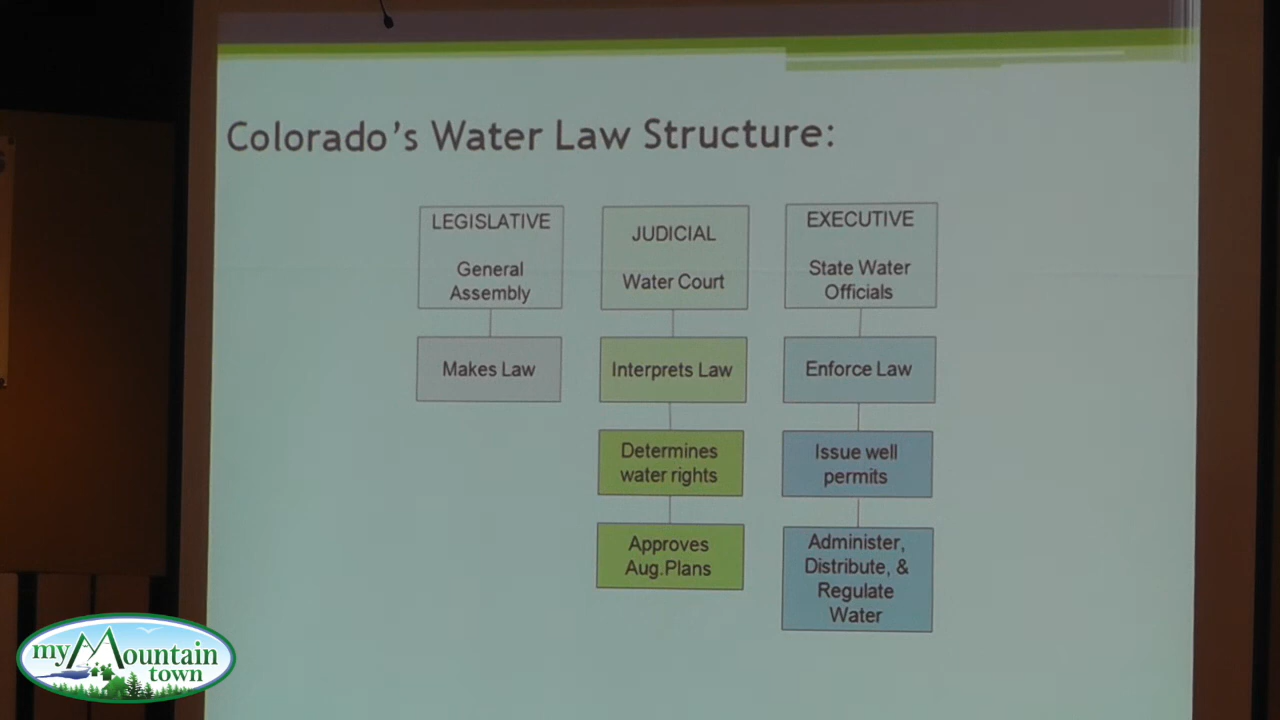 Colorado's Water Law Structure:
LEGISLATIVE
General
Assembly
Makes Law
JUDICIAL
Water Court
Interprets Law
Determines
water rights
Approves
Aug.Plans
EXECUTIVE
State Water
Officials
Enforce Law
Issue well
permits
Administer,
Distribute, &
Regulate
Water
my Mountain
town